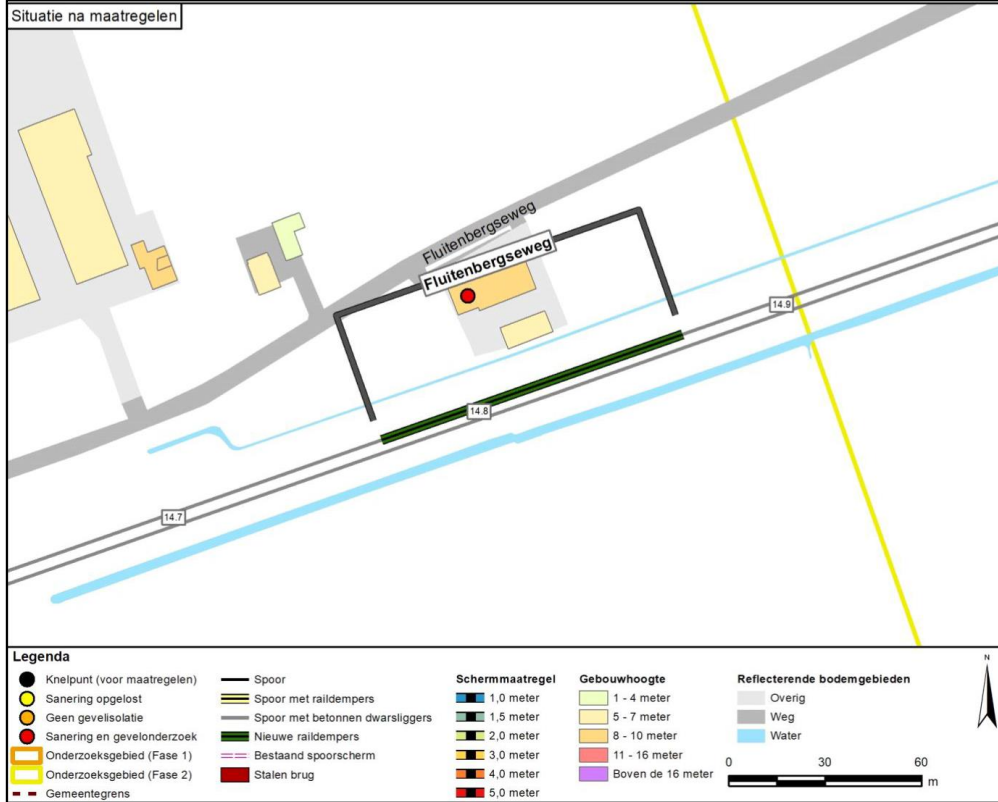 Situatie na maatregelen
Fluitenbergseweg
Fluitenbergseweg
14.9
14.8
14.7
Legenda
Knelpunt (voor maatregelen)
Sanering opgelost
Geen gevelisolatie
Sanering en gevelonderzoek
Onderzoeksgebied (Fase 1)
Onderzoeksgebied (Fase 2)
Gemeentegrens
Spoor
Spoor met raildempers
Spoor met betonnen dwarsliggers
Nieuwe raildempers
Bestaand spoorscherm
Stalen brug
Schermmaatregel
1,0 meter
1,5 meter
2,0 meter
3,0 meter
4,0 meter
5,0 meter
Gebouwhoogte
1 - 4 meter
5 - 7 meter
8 - 10 meter
11 - 16 meter
Boven de 16 meter
Reflecterende bodemgebieden
Overig
Weg
Water
N
0 30 60
m